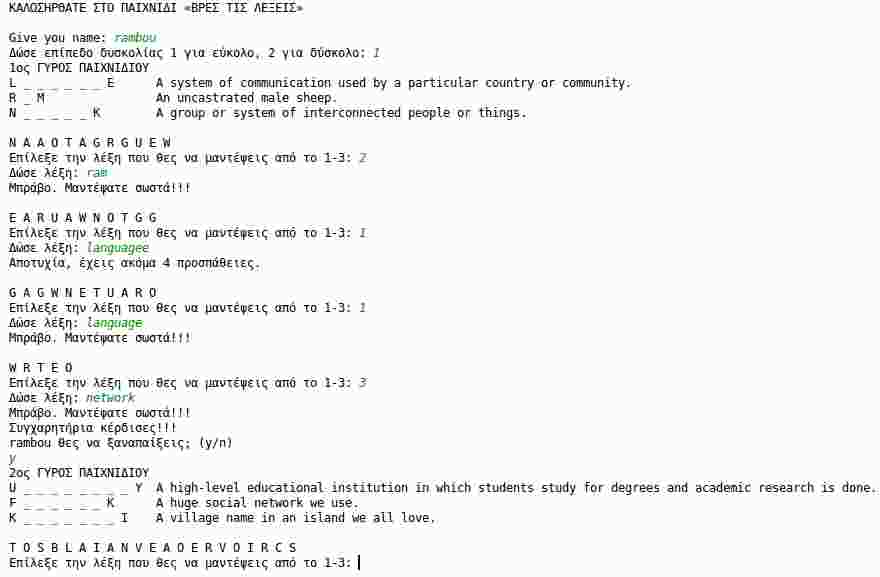 ΚΑΛΩΣΗΡΘΑΤΕ ΣΤΟ ΠΑΙΧΝΙΔΙ «ΒΡΕΣ ΤΙΣ ΛΕΞΕΙΣ»
Give you name: rambou
Δώσε επίπεδο δυσκολίας 1 για εύκολο, 2 για δύσκολο: 1
1ος ΓΥΡΟΣ ΠΑΙΧΝΙΔΙΟΥ
L _ _ _ _ _ _ E A system of communication used by a particular country or community.
R _ M An uncastrated male sheep.
N _ _ _ _ _ K A group or system of interconnected people or things.
N A A O T A G R G U E W
Επίλεξε την λέξη που θες να μαντέψεις από το 1-3: 2
Δώσε λέξη: ram
Μπράβο. Μαντέψατε σωστά!!!
E A R U A W N O T G G
Επίλεξε την λέξη που θες να μαντέψεις από το 1-3: 1
Δώσε λέξη: languagee
Αποτυχία, έχεις ακόμα 4 προσπάθειες.
G A G W N E T U A R O
Επίλεξε την λέξη που θες να μαντέψεις από το 1-3: 1
Δώσε λέξη: language
Μπράβο. Μαντέψατε σωστά!!!
W R T E O
Επίλεξε την λέξη που θες να μαντέψεις από το 1-3: 3
Δώσε λέξη: network
Μπράβο. Μαντέψατε σωστά!!!
Συγχαρητήρια κέρδισες!!!
rambou θες να ξαναπαίξεις; (y/n)
y
2ος ΓΥΡΟΣ ΠΑΙΧΝΙΔΙΟΥ
U _ _ _ _ _ _ _ _ Y A high-level educational institution in which students study for degrees and academic research is done.
F _ _ _ _ _ _ K A huge social network we use.
K _ _ _ _ _ _ _ I A village name in an island we all love.
T O S B L A I A N V E A O E R V O I R C S
Επίλεξε την λέξη που θες να μαντέψεις από το 1-3: